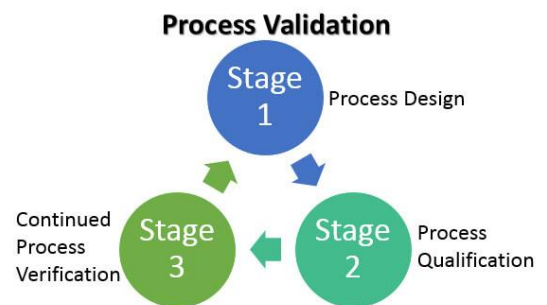 Process Validation
Stage
1
Process Design
Stage
2
Process
Qualification
Stage
3
Continued
Process
Verification